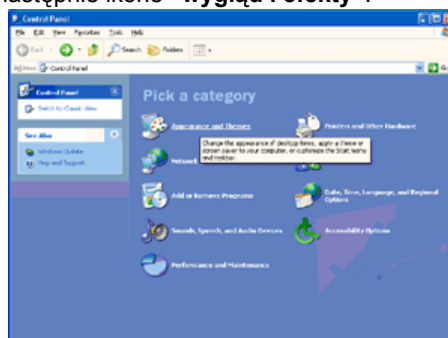 następnie ikonę "wygląd i efekty".
Control Panel
File Edit View Favorites Tools Help
Back Search Folders
Address Control Panel Go
Control Panel
Switch to Classic View
See Also
Windows Update
Help and Support
Pick a category
Appearance and Themes
Printers and Other Hardware
Change the appearance of desktop items, apply a theme or
screen saver to your computer, or customize the Start menu
and taskbar.
Network
Add or Remove Programs
Date, Time, Language, and Regional
Options
Sounds, Speech, and Audio Devices
Accessibility Options
Performance and Maintenance